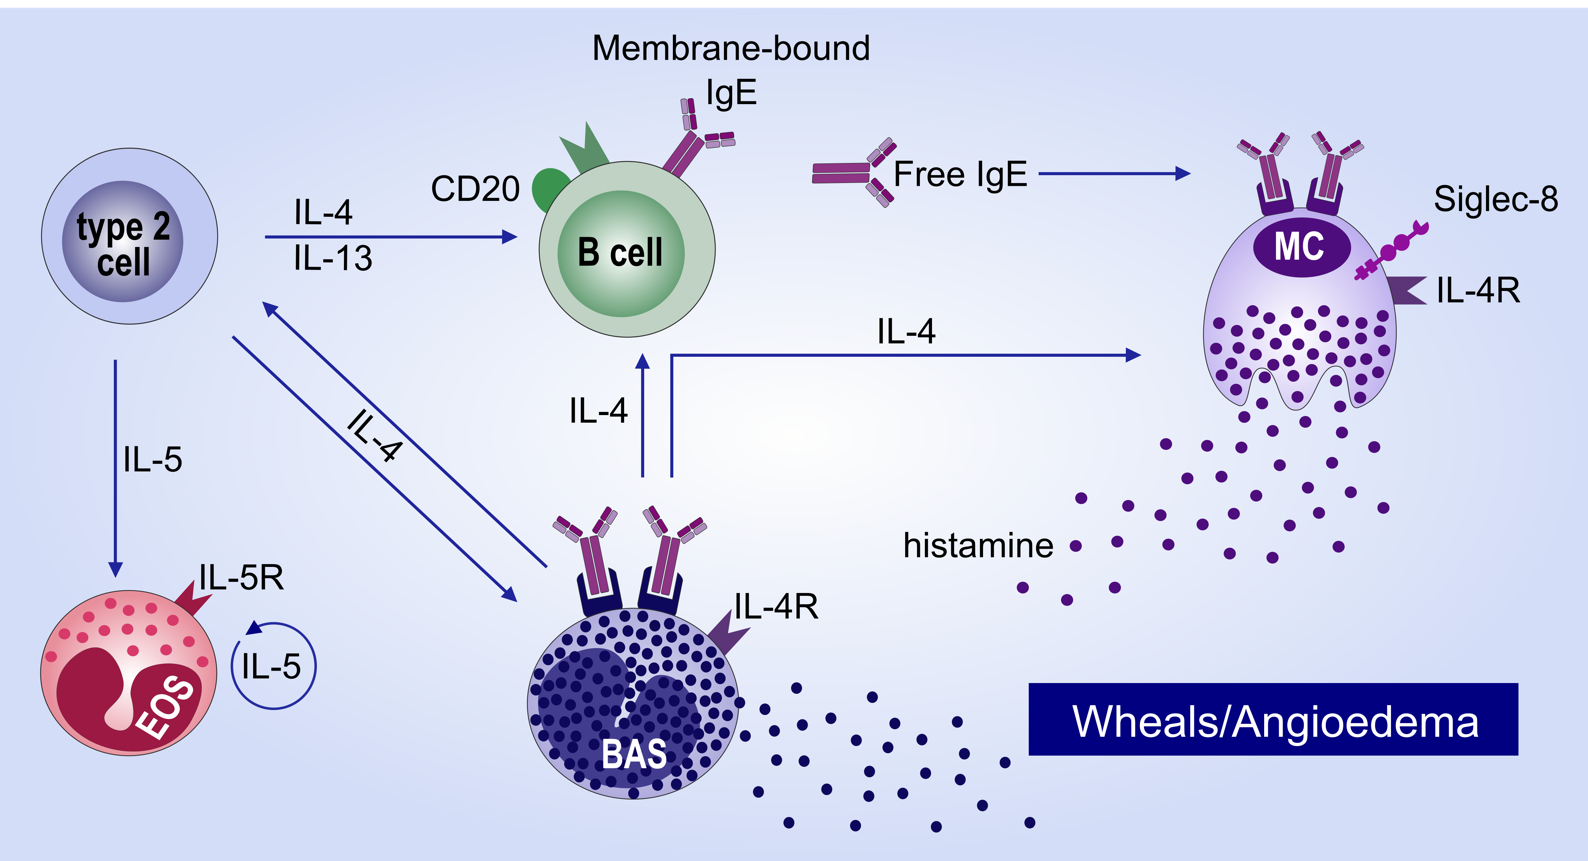 Membrane-bound
IgE
CD20
Free IgE
Siglec-8
type 2
cell
IL-4
IL-13
B cell
MC
IL-4R
IL-4
IL-4
IL-4
IL-5
histamine
IL-5R
IL-4R
IL-5
EOS
BAS
Wheals/Angioedema